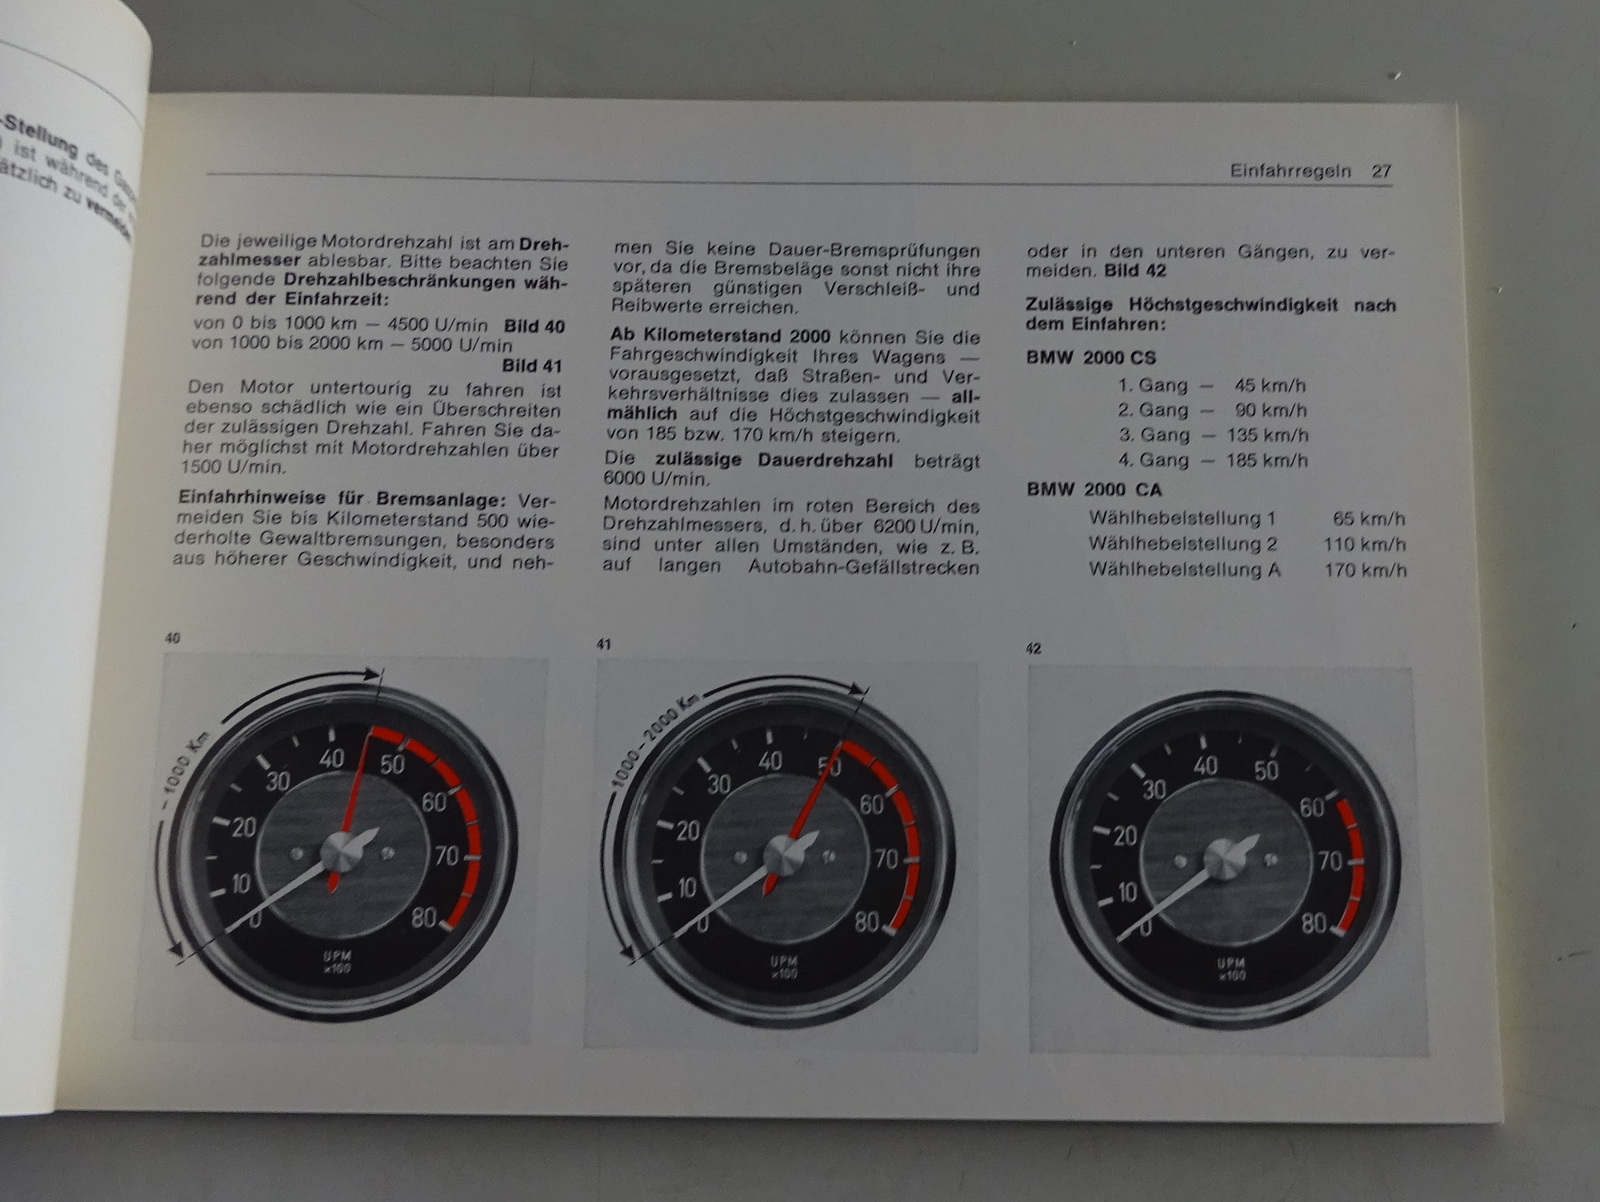 -Stellung des
ist während der
ätzlich zu vermeiden
Einfahrregeln 27
Die jeweilige Motordrehzahl ist am Dreh-
zahlmesser ablesbar. Bitte beachten Sie
folgende Drehzahlbeschränkungen wäh-
rend der Einfahrzeit:
von 0 bis 1000 km — 4500 U/min Bild 40
von 1000 bis 2000 km — 5000 U/min
Bild 41
Den Motor untertourig zu fahren ist
ebenso schädlich wie ein Überschreiten
der zulässigen Drehzahl. Fahren Sie da-
her möglichst mit Motordrehzahlen über
1500 U/min.
Einfahrhinweise für Bremsanlage: Ver-
meiden Sie bis Kilometerstand 500 wie-
derholte Gewaltbremsungen, besonders
aus höherer Geschwindigkeit, und neh-
men Sie keine Dauer-Bremsprüfungen
vor, da die Bremsbeläge sonst nicht ihre
späteren günstigen Verschleiß- und
Reibwerte erreichen.
Ab Kilometerstand 2000 können Sie die
Fahrgeschwindigkeit Ihres Wagens —
vorausgesetzt, daß Straßen- und Ver-
kehrsverhältnisse dies zulassen — all-
mählich auf die Höchstgeschwindigkeit
von 185 bzw. 170 km/h steigern.
Die zulässige Dauerdrehzahl beträgt
6000 U/min.
Motordrehzahlen im roten Bereich des
Drehzahlmessers, d. h. über 6200 U/min,
sind unter allen Umständen, wie z. B.
auf langen Autobahn-Gefällstrecken
oder in den unteren Gängen, zu ver-
meiden. Bild 42
Zulässige Höchstgeschwindigkeit nach
dem Einfahren:
BMW 2000 CS
1. Gang — 45 km/h
2. Gang — 90 km/h
3. Gang — 135 km/h
4. Gang — 185 km/h
BMW 2000 CA
Wählhebelstellung 1 65 km/h
Wählhebelstellung 2 110 km/h
Wählhebelstellung A 170 km/h
40
– 1000 Km
0 10 20 30 40 50 60 70 80
UPM
x100
41
1000–2000 Km
0 10 20 30 40 50 60 70 80
UPM
x100
42
0 10 20 30 40 50 60 70 80
UPM
x100